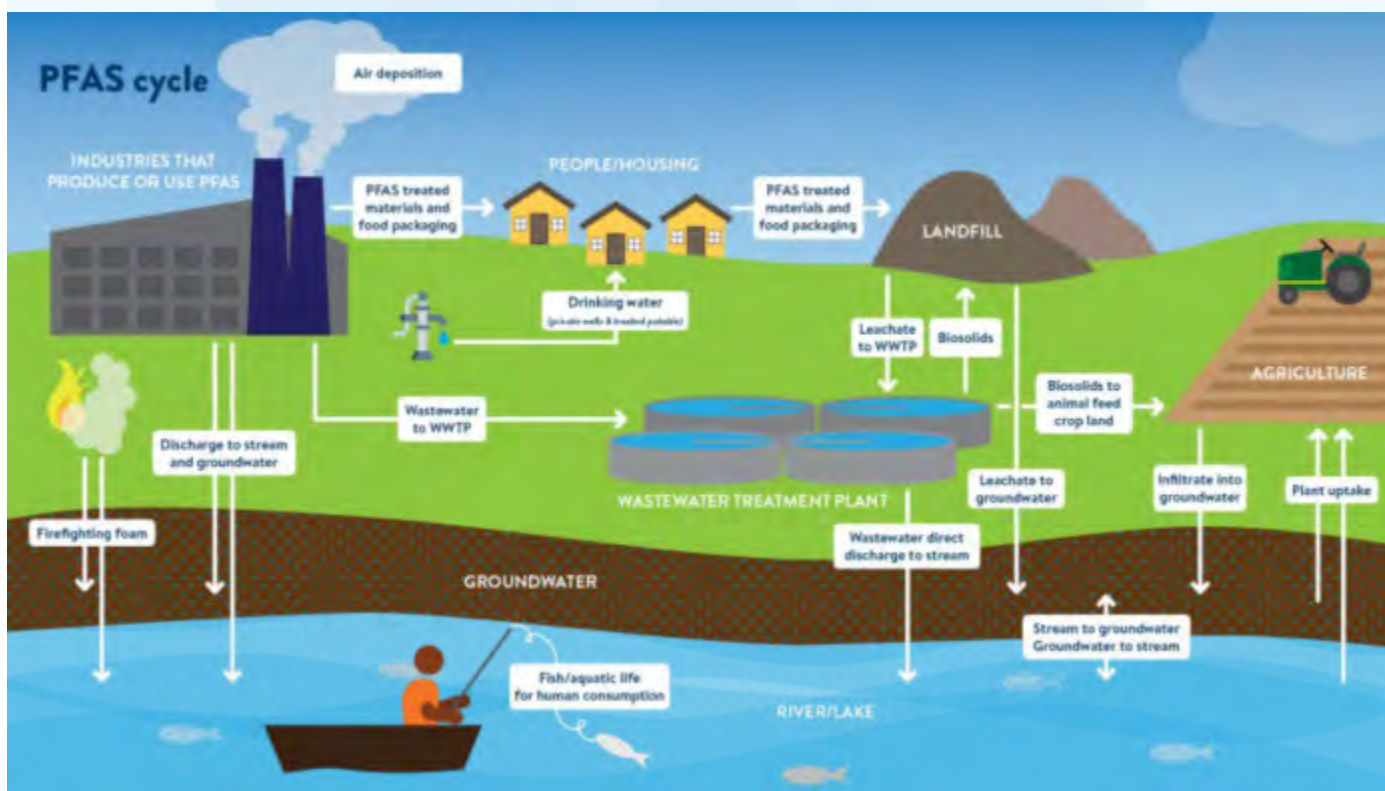 PFAS cycle
Air deposition
INDUSTRIES THAT
PRODUCE OR USE PFAS
PFAS treated
materials and
food packaging
PEOPLE/HOUSING
PFAS treated
materials and
food packaging
LANDFILL
Drinking water
(private wells & treated potable)
Leachate
to WWTP
Biosolids
AGRICULTURE
Wastewater
to WWTP
Biosolids to
animal feed
crop land
Discharge to stream
and groundwater
WASTEWATER TREATMENT PLANT
Leachate to
groundwater
Infiltrate into
groundwater
Plant uptake
Firefighting foam
Wastewater direct
discharge to stream
GROUNDWATER
Stream to groundwater
Groundwater to stream
Fish/aquatic life
for human consumption
RIVER/LAKE